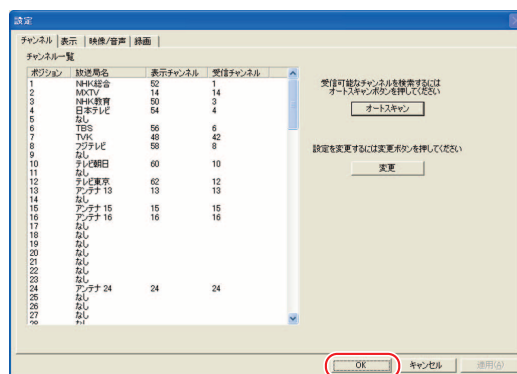 設定
チャンネル 表示 映像/音声 録画
チャンネル一覧
ポジション 放送局名 表示チャンネル 受信チャンネル
1 NHK総合 52 1
2 MXTV 14 14
3 NHK教育 50 3
4 日本テレビ 54 4
5 なし
6 TBS 56 6
7 TVK 48 42
8 フジテレビ 58 8
9 なし
10 テレビ朝日 60 10
11 なし
12 テレビ東京 62 12
13 アンテナ 13 13 13
14 なし
15 アンテナ 15 15 15
16 アンテナ 16 16 16
17 なし
18 なし
19 なし
20 なし
21 なし
22 なし
23 なし
24 アンテナ 24 24 24
25 なし
26 なし
27 なし
28 なし
受信可能なチャンネルを検索するには
オートスキャンボタンを押してください
オートスキャン
設定を変更するには変更ボタンを押してください
変更
OK キャンセル 適用(A)